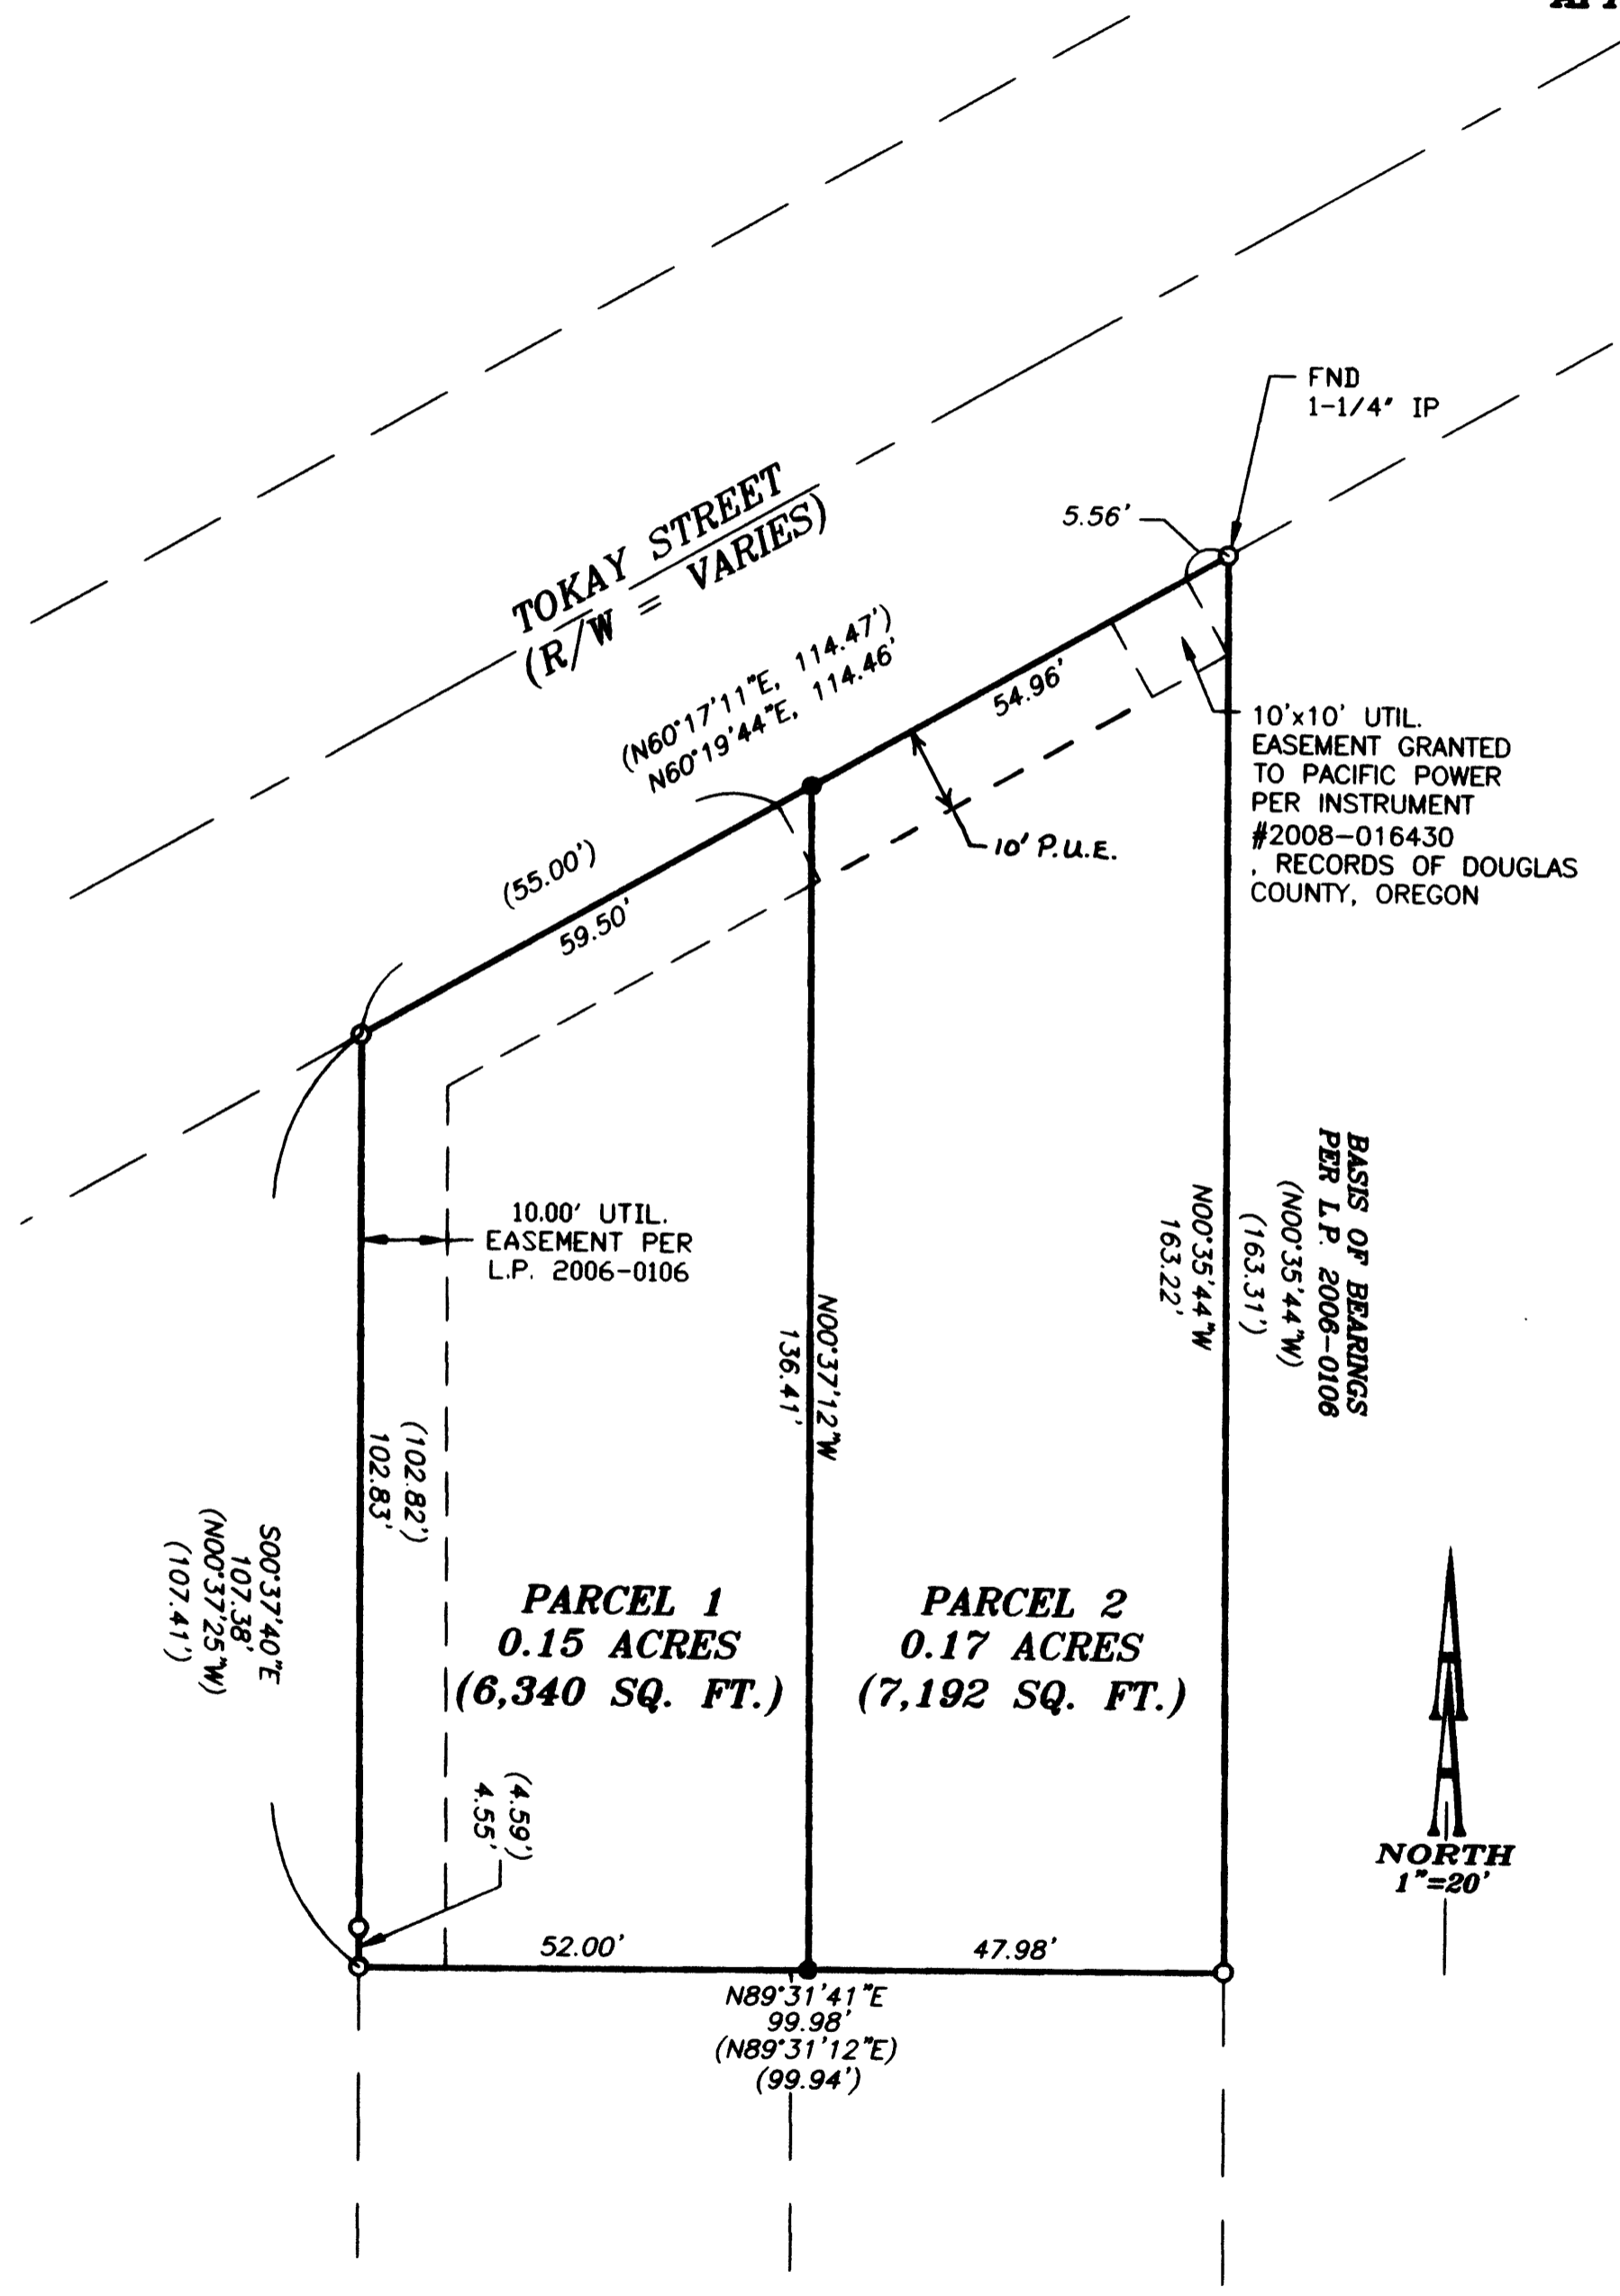 FND
1-1/4" IP
5.56'
TOKAY STREET
(R/W = VARIES)
(N60°17'11"E, 114.47')
N60°19'44"E, 114.46'
54.96'
10'x10' UTIL.
EASEMENT GRANTED
TO PACIFIC POWER
PER INSTRUMENT
#2008-016430
, RECORDS OF DOUGLAS
COUNTY, OREGON
10' P.U.E.
(55.00')
59.50'
10.00' UTIL.
EASEMENT PER
L.P. 2006-0106
BASIS OF BEARINGS
PER L.P. 2006-0106
(N00°35'44"W)
(163.31')
N00°35'44"W
163.22'
N00°37'12"W
136.41'
(102.82')
102.83'
S00°37'40"E
107.38'
(N00°37'25"W)
(107.41')
PARCEL 1
0.15 ACRES
(6,340 SQ. FT.)
PARCEL 2
0.17 ACRES
(7,192 SQ. FT.)
(4.59')
4.55'
NORTH
1"=20'
52.00'
47.98'
N89°31'41"E
99.98'
(N89°31'12"E)
(99.94')